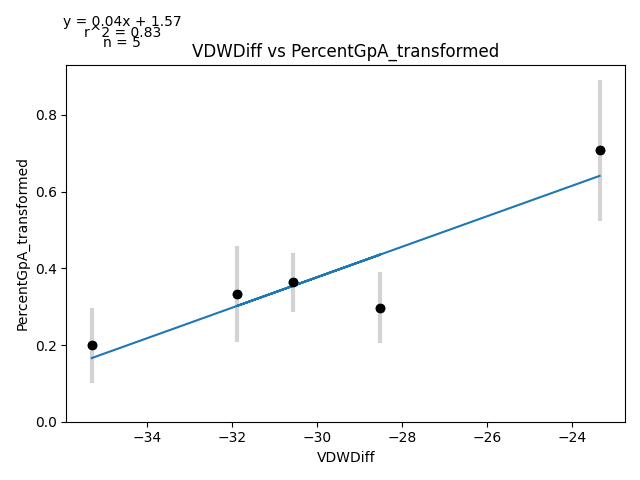 y = 0.04x + 1.57
r^2 = 0.83
n = 5
VDWDiff vs PercentGpA_transformed
0.8
0.6
0.4
0.2
0.0
PercentGpA_transformed
−34
−32
−30
−28
−26
−24
VDWDiff